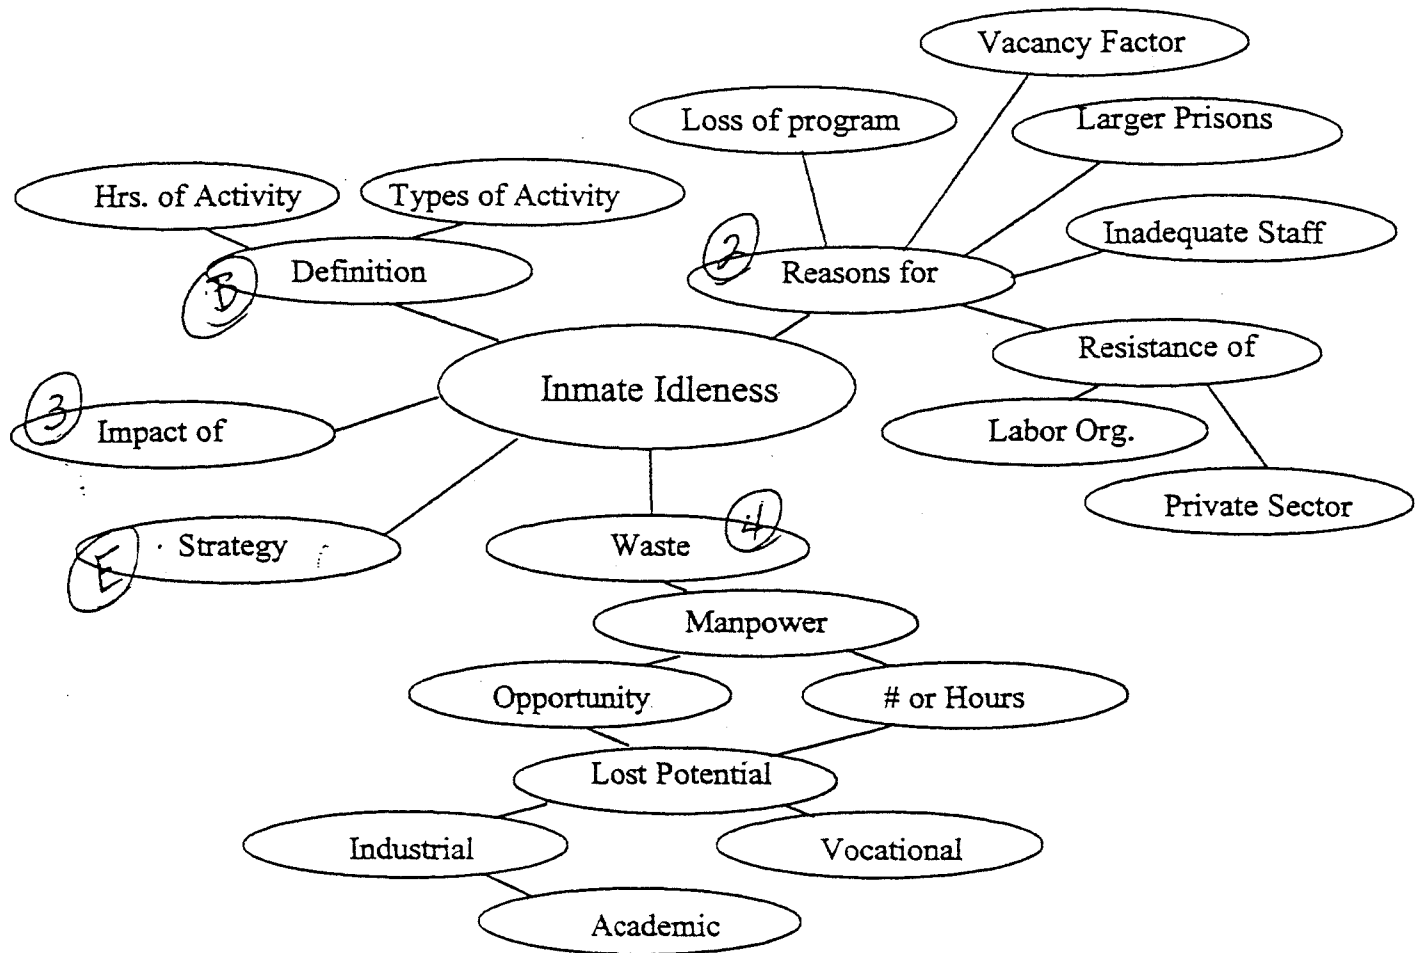 Vacancy Factor
Loss of program
Larger Prisons
Hrs. of Activity
Types of Activity
Inadequate Staff
2
Reasons for
Definition
B
Resistance of
Inmate Idleness
3
Impact of
Labor Org.
Private Sector
4
Strategy
E
Waste
Manpower
Opportunity
# or Hours
Lost Potential
Industrial
Vocational
Academic